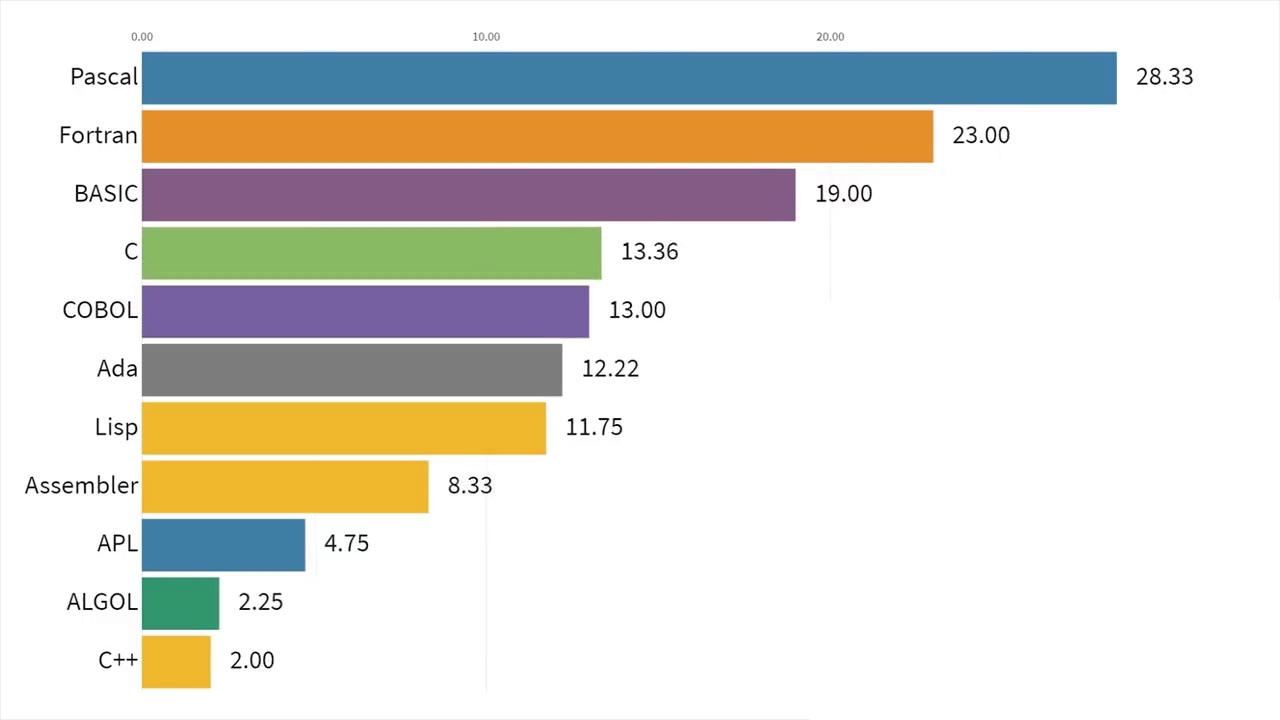 0.00 10.00 20.00
Pascal 28.33
Fortran 23.00
BASIC 19.00
C 13.36
COBOL 13.00
Ada 12.22
Lisp 11.75
Assembler 8.33
APL 4.75
ALGOL 2.25
C++ 2.00